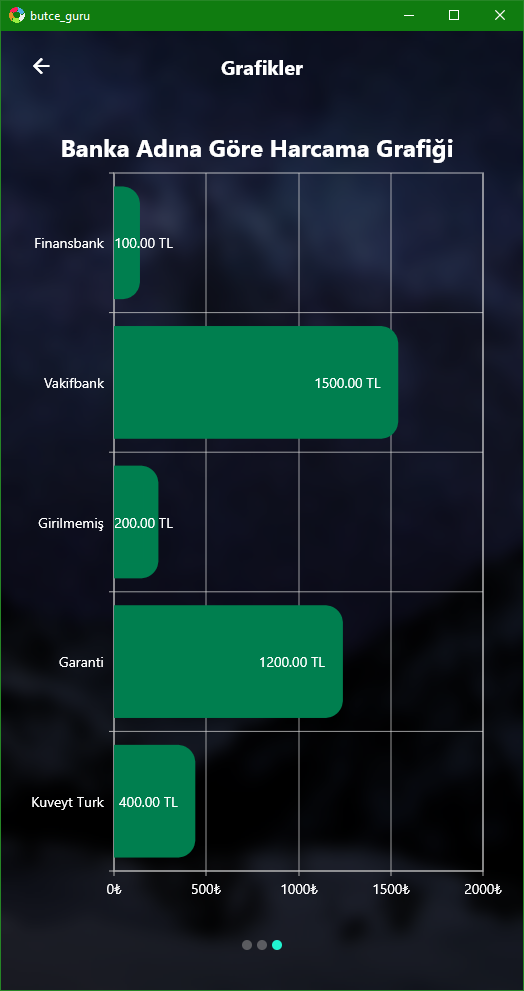 butce_guru
Grafikler
Banka Adına Göre Harcama Grafiği
Finansbank
100.00 TL
Vakifbank
1500.00 TL
Girilmemiş
200.00 TL
Garanti
1200.00 TL
Kuveyt Turk
400.00 TL
0₺ 500₺ 1000₺ 1500₺ 2000₺